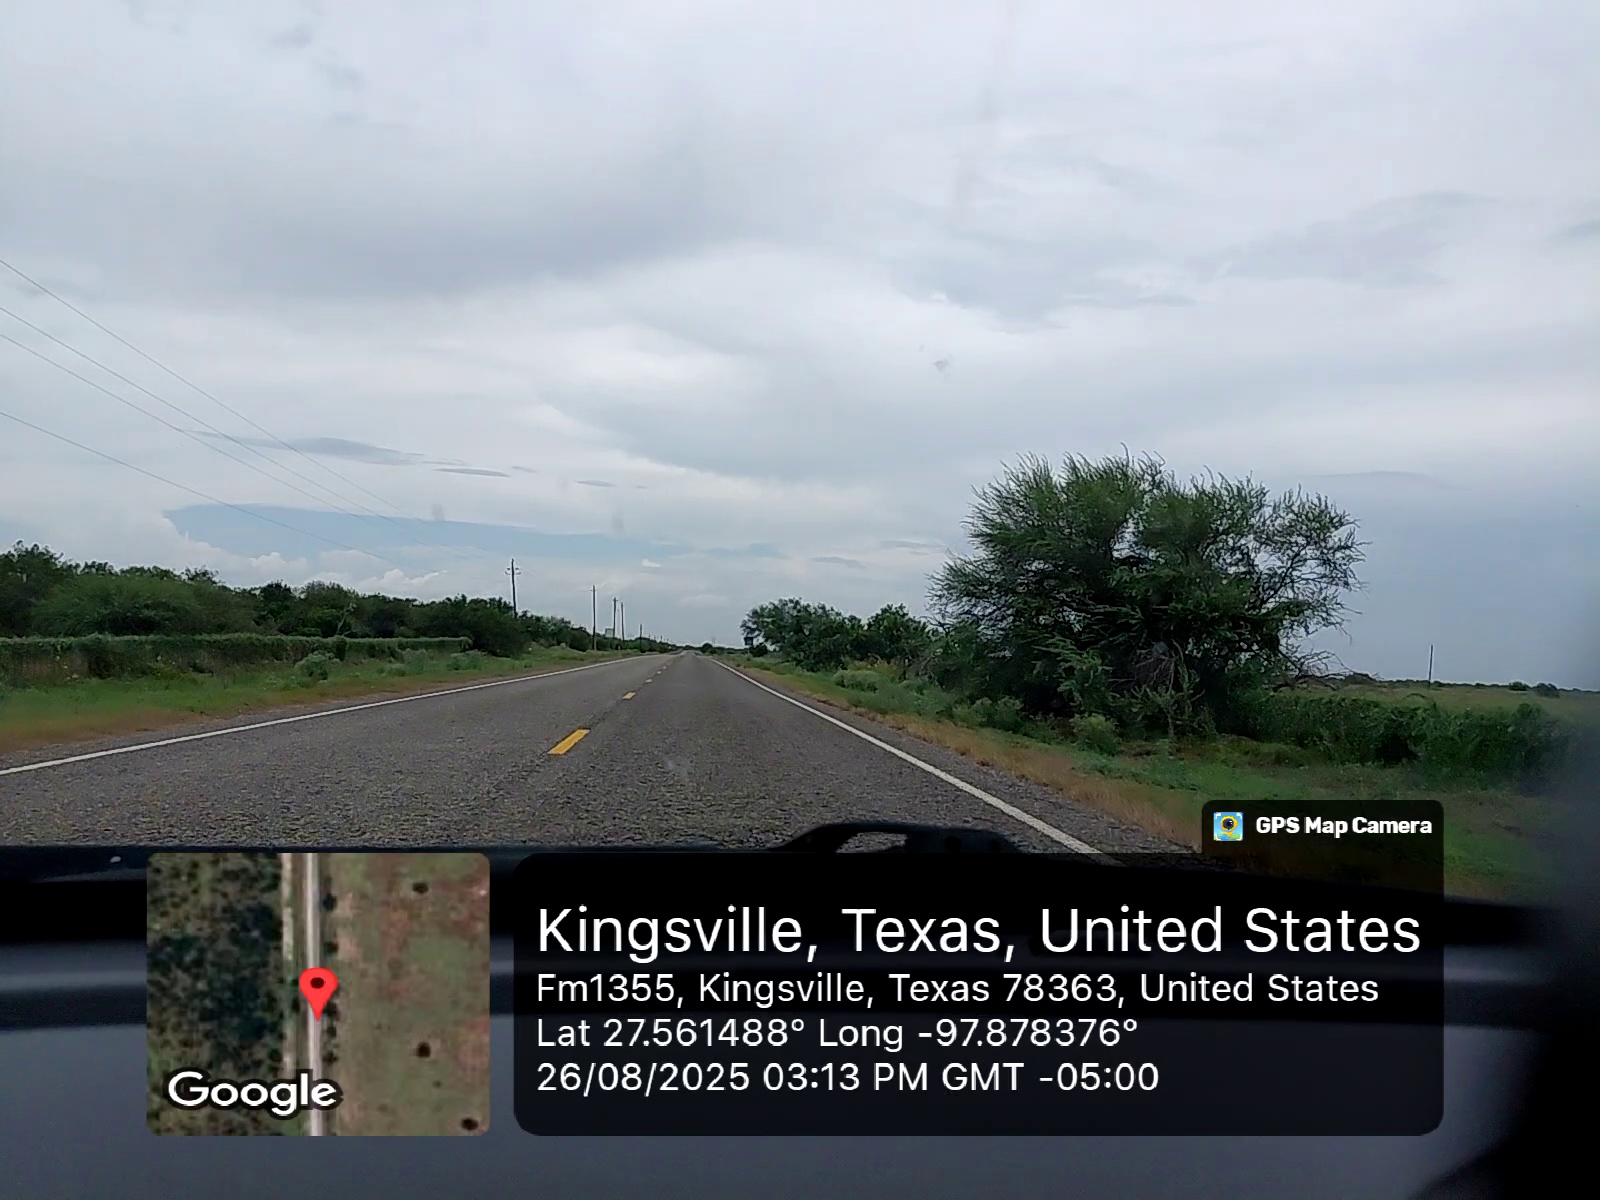 GPS Map Camera
Kingsville, Texas, United States
Fm1355, Kingsville, Texas 78363, United States
Lat 27.561488° Long -97.878376°
26/08/2025 03:13 PM GMT -05:00
Google